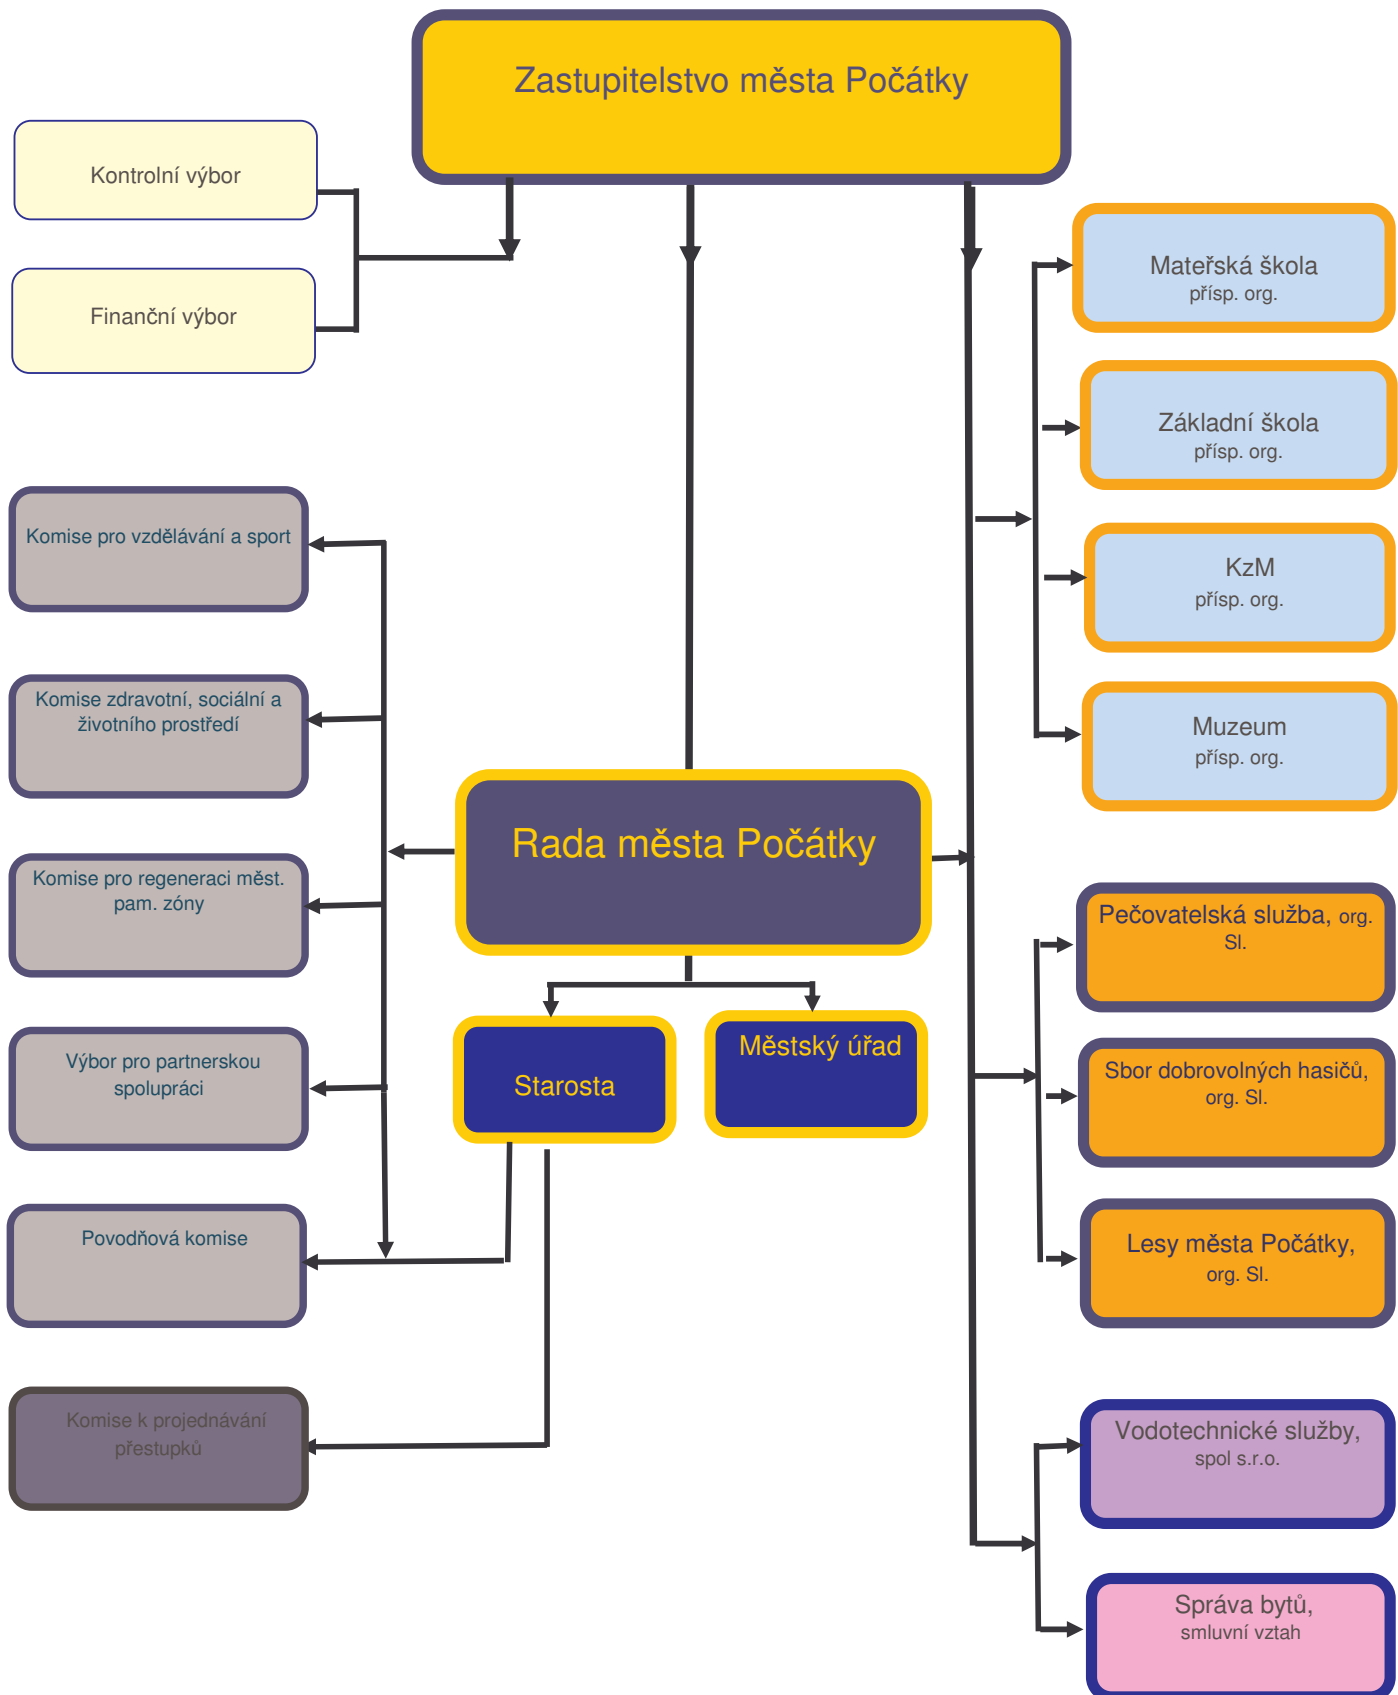 Zastupitelstvo města Počátky
Kontrolní výbor
Finanční výbor
Mateřská škola
přísp. org.
Základní škola
přísp. org.
KzM
přísp. org.
Muzeum
přísp. org.
Komise pro vzdělávání a sport
Komise zdravotní, sociální a
životního prostředí
Komise pro regeneraci měst.
pam. zóny
Výbor pro partnerskou
spolupráci
Povodňová komise
Komise k projednávání
přestupků
Rada města Počátky
Starosta
Městský úřad
Pečovatelská služba, org.
Sl.
Sbor dobrovolných hasičů,
org. Sl.
Lesy města Počátky,
org. Sl.
Vodotechnické služby,
spol s.r.o.
Správa bytů,
smluvní vztah